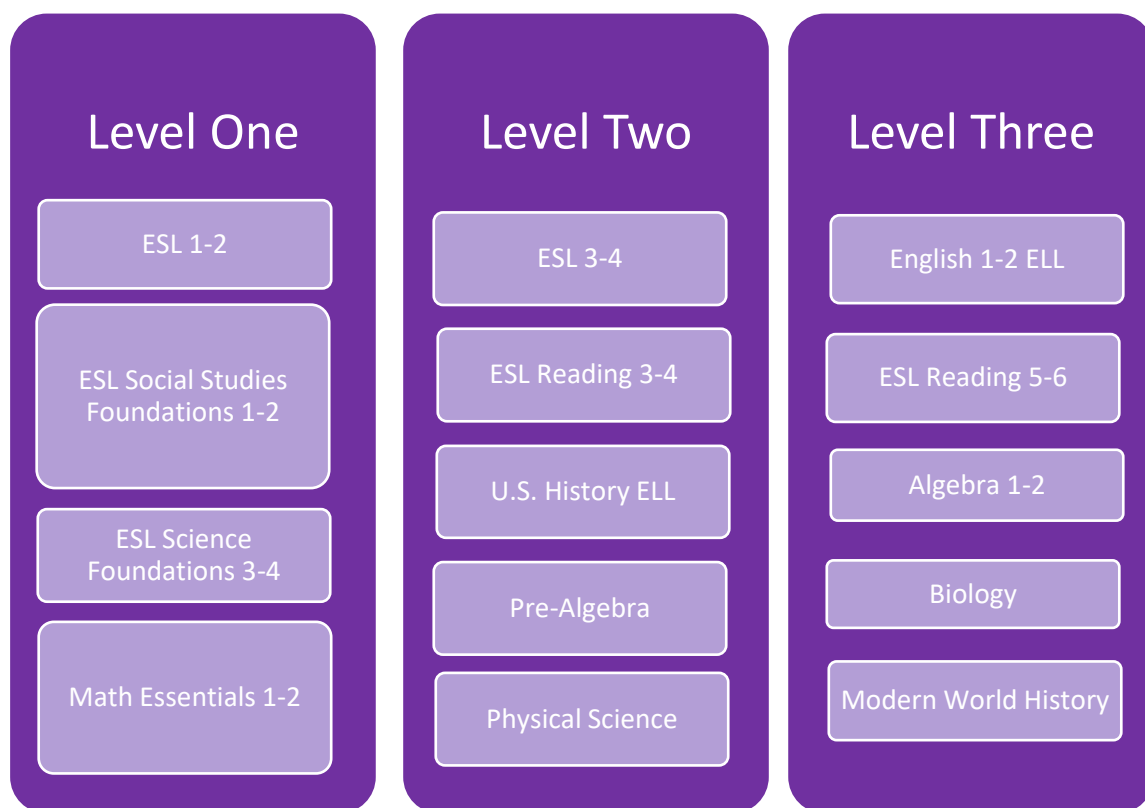 Level One
ESL 1-2
ESL Social Studies
Foundations 1-2
ESL Science
Foundations 3-4
Math Essentials 1-2
Level Two
ESL 3-4
ESL Reading 3-4
U.S. History ELL
Pre-Algebra
Physical Science
Level Three
English 1-2 ELL
ESL Reading 5-6
Algebra 1-2
Biology
Modern World History